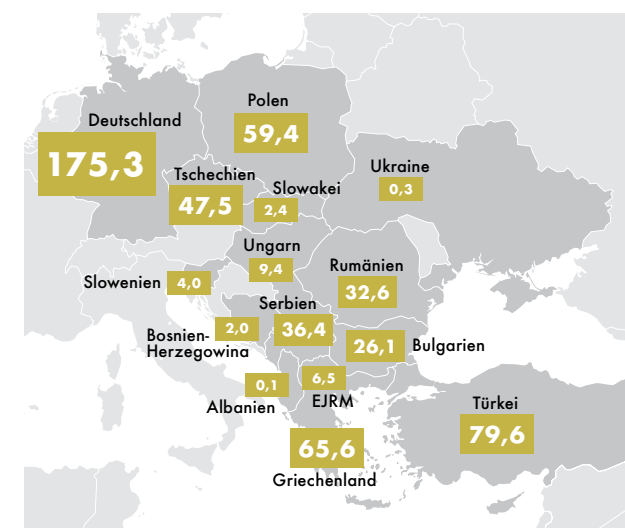 Polen
59,4
Deutschland
175,3
Ukraine
0,3
Tschechien
47,5
Slowakei
2,4
Ungarn
9,4
Rumänien
32,6
Slowenien
4,0
Serbien
36,4
Bosnien-
Herzegowina
2,0
26,1
Bulgarien
0,1
Albanien
6,5
EJRM
Türkei
79,6
65,6
Griechenland